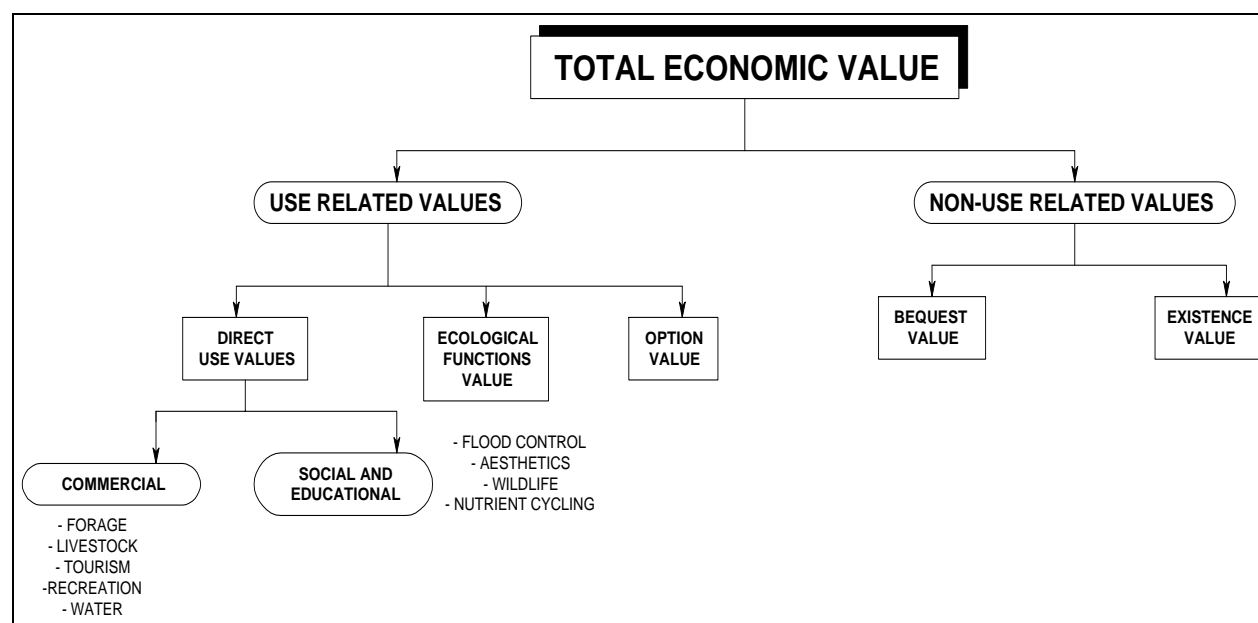 TOTAL ECONOMIC VALUE
USE RELATED VALUES
NON-USE RELATED VALUES
DIRECT
USE VALUES
ECOLOGICAL
FUNCTIONS
VALUE
OPTION
VALUE
BEQUEST
VALUE
EXISTENCE
VALUE
COMMERCIAL
- FORAGE
- LIVESTOCK
- TOURISM
-RECREATION
- WATER
SOCIAL AND
EDUCATIONAL
- FLOOD CONTROL
- AESTHETICS
- WILDLIFE
- NUTRIENT CYCLING